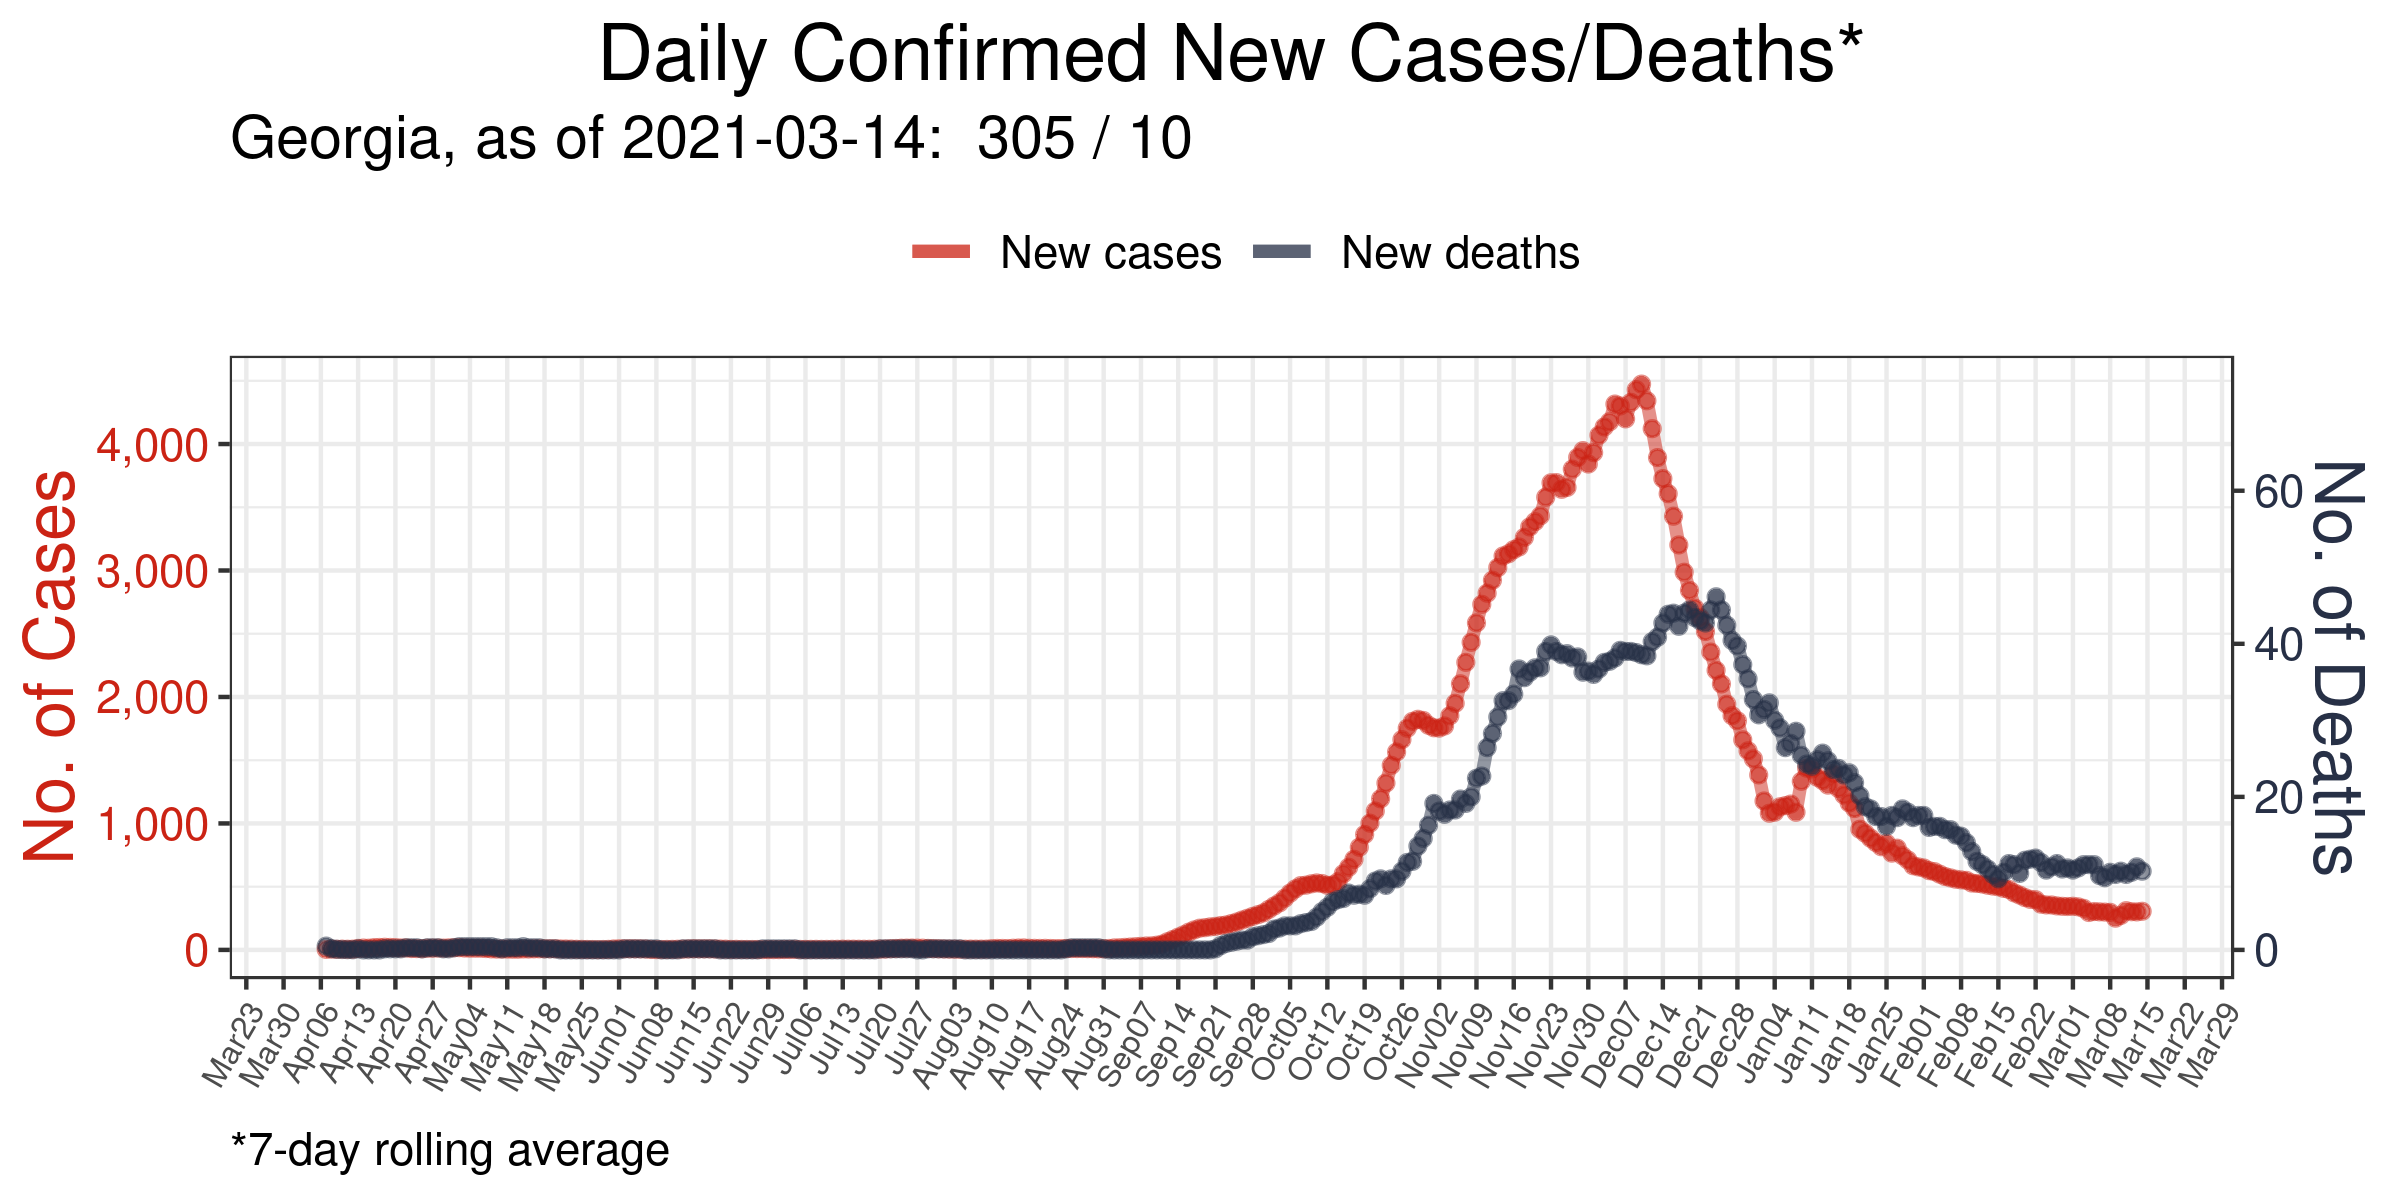 Daily Confirmed New Cases/Deaths*
Georgia, as of 2021-03-14:  305 / 10
New cases
New deaths
No. of Cases
4,000
3,000
2,000
1,000
0
No. of Deaths
60
40
20
0
Mar23
Mar30
Apr06
Apr13
Apr20
Apr27
May04
May11
May18
May25
Jun01
Jun08
Jun15
Jun22
Jun29
Jul06
Jul13
Jul20
Jul27
Aug03
Aug10
Aug17
Aug24
Aug31
Sep07
Sep14
Sep21
Sep28
Oct05
Oct12
Oct19
Oct26
Nov02
Nov09
Nov16
Nov23
Nov30
Dec07
Dec14
Dec21
Dec28
Jan04
Jan11
Jan18
Jan25
Feb01
Feb08
Feb15
Feb22
Mar01
Mar08
Mar15
Mar22
Mar29
*7-day rolling average